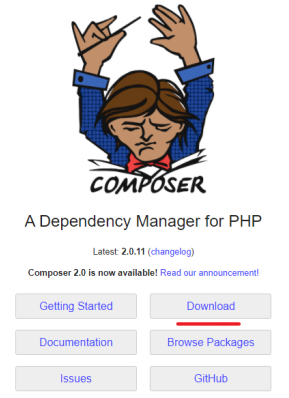 COMPOSER
A Dependency Manager for PHP
Latest: 2.0.11 (changelog)
Composer 2.0 is now available! Read our announcement!
Getting Started
Download
Documentation
Browse Packages
Issues
GitHub